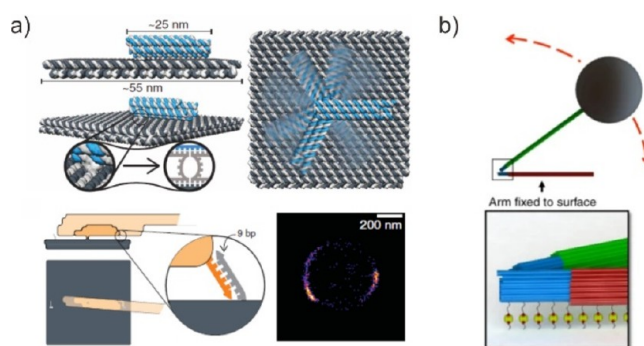 a)
~25 nm
~55 nm
~9 bp
200 nm
b)
Arm fixed to surface